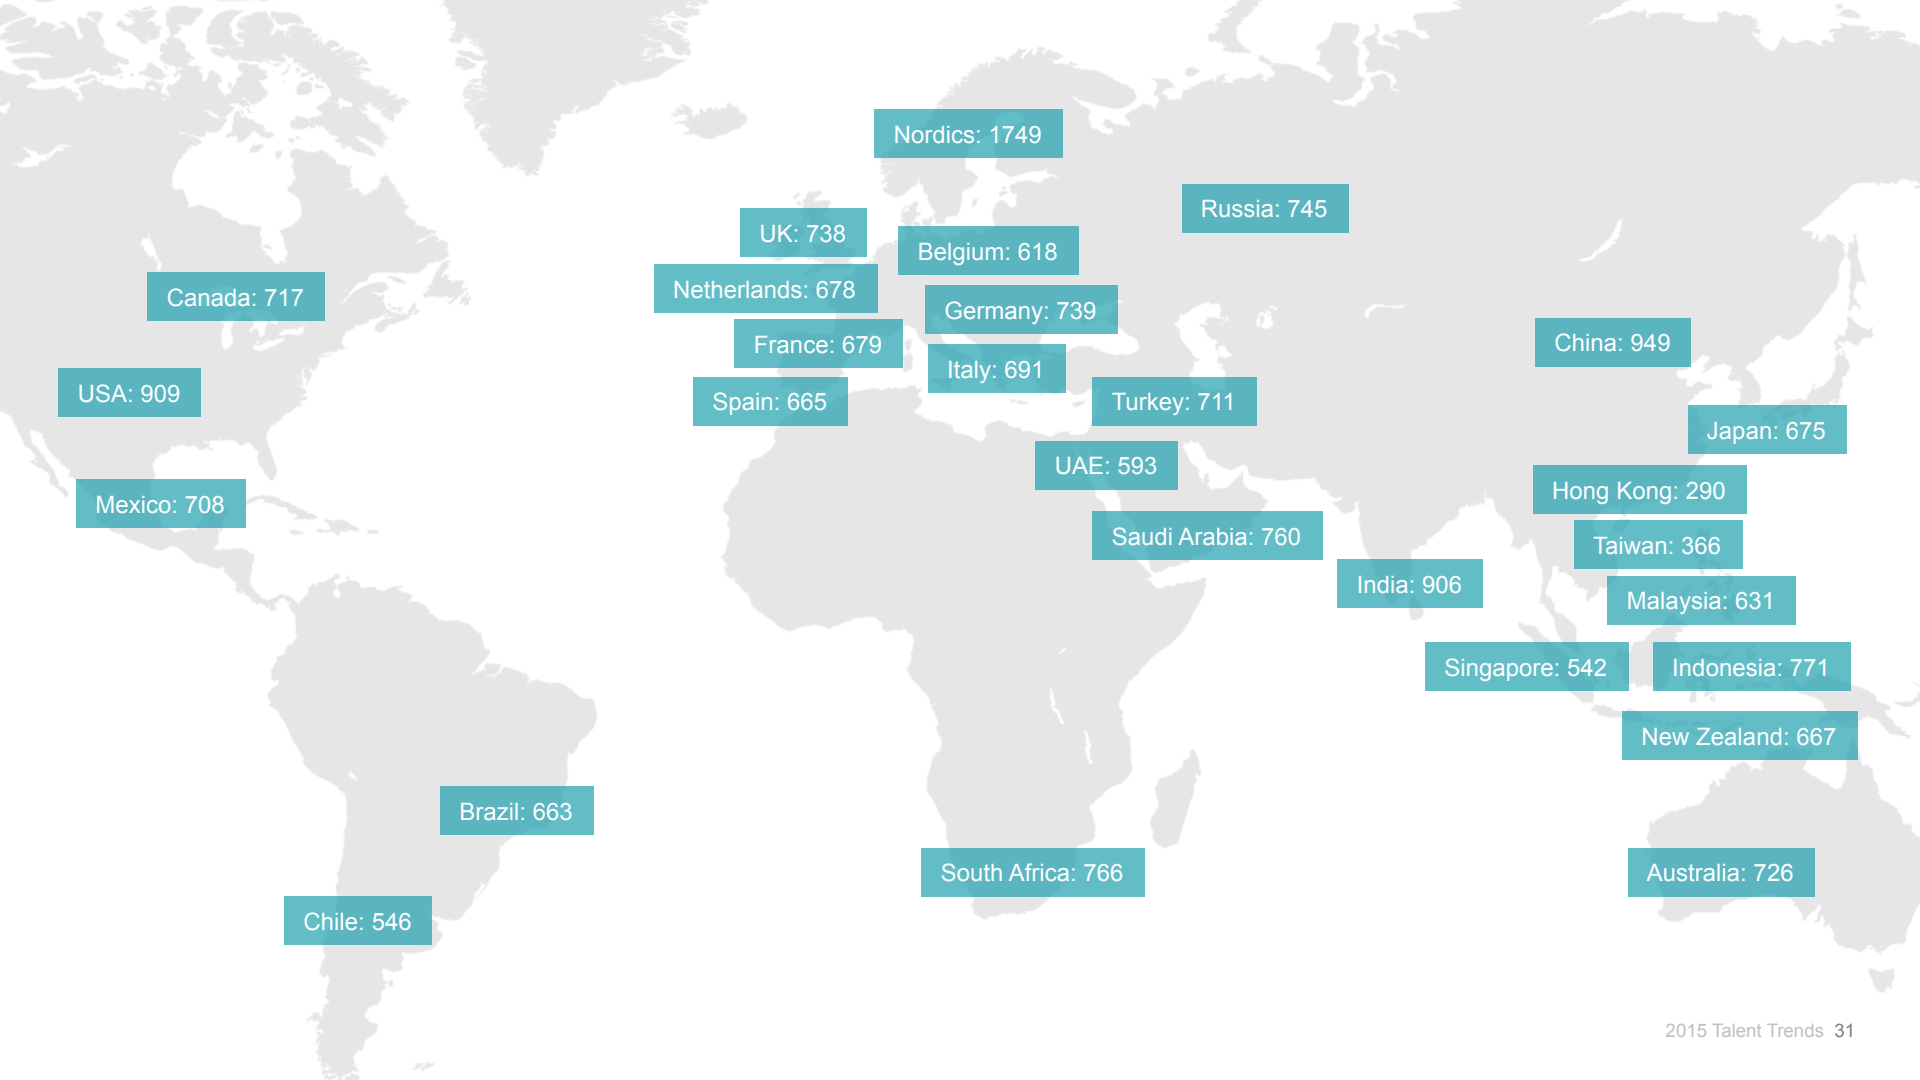 Nordics: 1749
Russia: 745
UK: 738
Belgium: 618
Netherlands: 678
Canada: 717
Germany: 739
France: 679
China: 949
Italy: 691
USA: 909
Spain: 665
Turkey: 711
Japan: 675
UAE: 593
Hong Kong: 290
Mexico: 708
Saudi Arabia: 760
Taiwan: 366
India: 906
Malaysia: 631
Singapore: 542
Indonesia: 771
New Zealand: 667
Brazil: 663
South Africa: 766
Australia: 726
Chile: 546
2015 Talent Trends 31